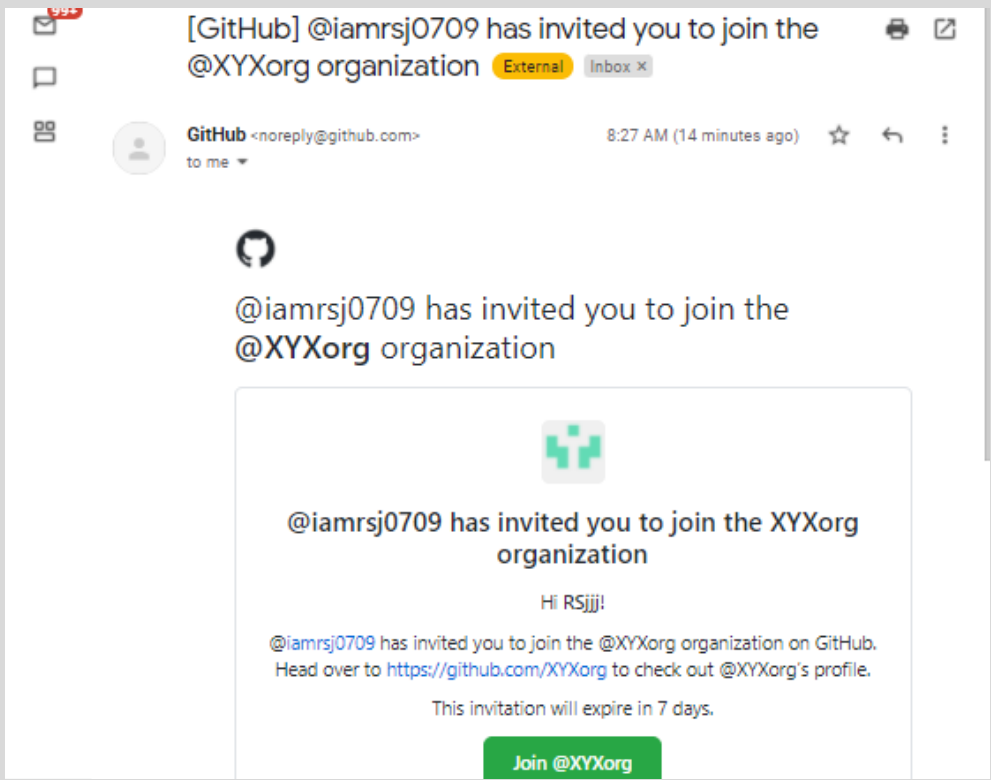 99+
[GitHub] @iamrsj0709 has invited you to join the
@XYXorg organization External Inbox ×
GitHub <noreply@github.com> 8:27 AM (14 minutes ago)
to me
@iamrsj0709 has invited you to join the
@XYXorg organization
@iamrsj0709 has invited you to join the XYXorg
organization
Hi RSjjj!
@iamrsj0709 has invited you to join the @XYXorg organization on GitHub.
Head over to https://github.com/XYXorg to check out @XYXorg's profile.
This invitation will expire in 7 days.
Join @XYXorg